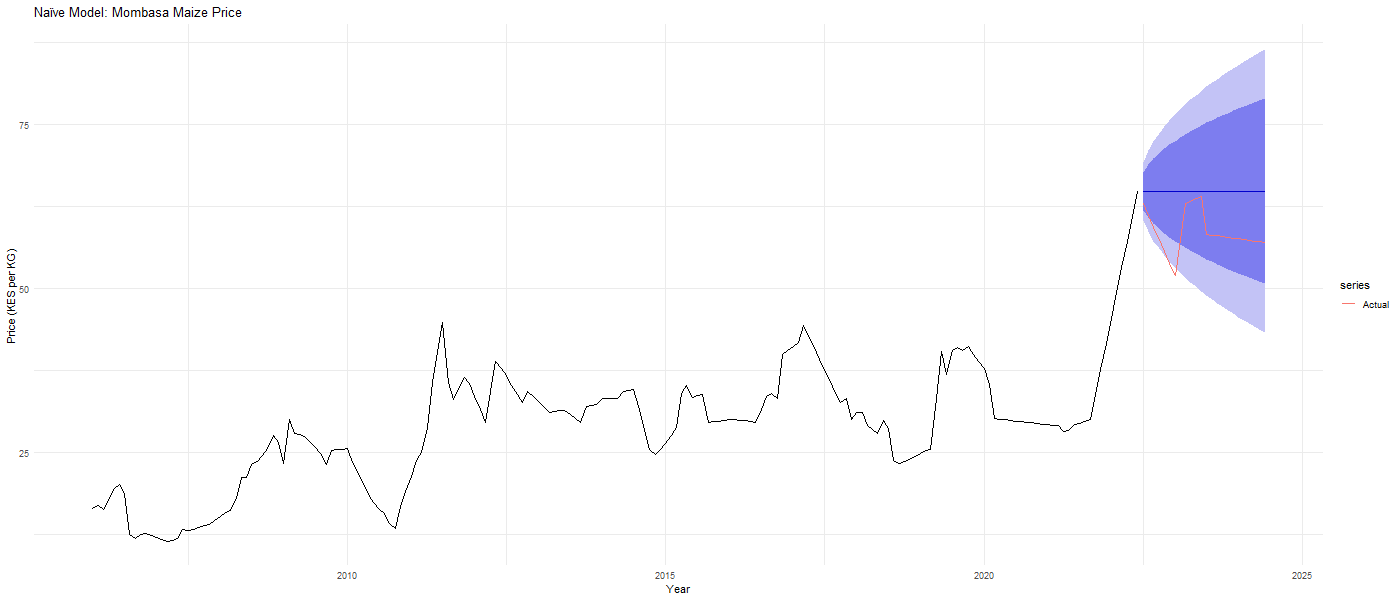 Naïve Model: Mombasa Maize Price
Price (KES per KG)
75
50
25
2010
2015
2020
2025
Year
series
Actual